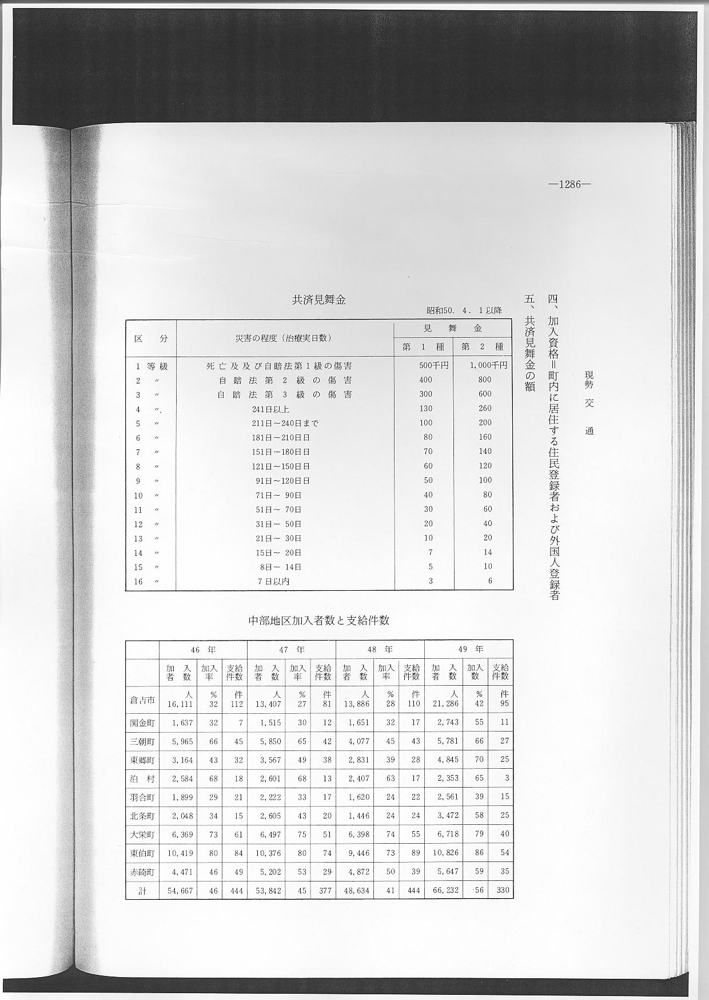 —1286—
現勢 交 通
四、加入資格＝町内に居住する住民登録者および外国人登録者
五、共済見舞金の額
共済見舞金
昭和50. 4. 1以降
区 分 災害の程度（治療実日数） 見 舞 金
第 1 種 第 2 種
1 等級 死亡及及び自賠法第1級の傷害 500千円 1,000千円
2 〃 自賠法第2級の傷害 400 800
3 〃 自賠法第3級の傷害 300 600
4 〃 241日以上 130 260
5 〃 211日～240日まで 100 200
6 〃 181日～210日日 80 160
7 〃 151日～180日日 70 140
8 〃 121日～150日日 60 120
9 〃 91日～120日日 50 100
10 〃 71日～ 90日 40 80
11 〃 51日～ 70日 30 60
12 〃 31日～ 50日 20 40
13 〃 21日～ 30日 10 20
14 〃 15日～ 20日 7 14
15 〃 8日～ 14日 5 10
16 〃 7日以内 3 6
中部地区加入者数と支給件数
46 年 47 年 48 年 49 年
加入者数 加入率 支給件数 加入者数 加入率 支給件数 加入者数 加入率 支給件数 加入者数 加入数 支給件数
人 % 件 人 % 件 人 % 件 人 % 件
倉吉市 16,111 32 112 13,407 27 81 13,886 28 110 21,286 42 95
関金町 1,637 32 7 1,515 30 12 1,651 32 17 2,743 55 11
三朝町 5,965 66 45 5,850 65 42 4,077 45 43 5,781 66 27
東郷町 3,164 43 32 3,567 49 38 2,831 39 28 4,845 70 25
泊 村 2,584 68 18 2,601 68 13 2,407 63 17 2,353 65 3
羽合町 1,899 29 21 2,222 33 17 1,620 24 22 2,561 39 15
北条町 2,048 34 15 2,605 43 20 1,446 24 24 3,472 58 25
大栄町 6,369 73 61 6,497 75 51 6,398 74 55 6,718 79 40
東伯町 10,419 80 84 10,376 80 74 9,446 73 89 10,826 86 54
赤碕町 4,471 46 49 5,202 53 29 4,872 50 39 5,647 59 35
計 54,667 46 444 53,842 45 377 48,634 41 444 66,232 56 330